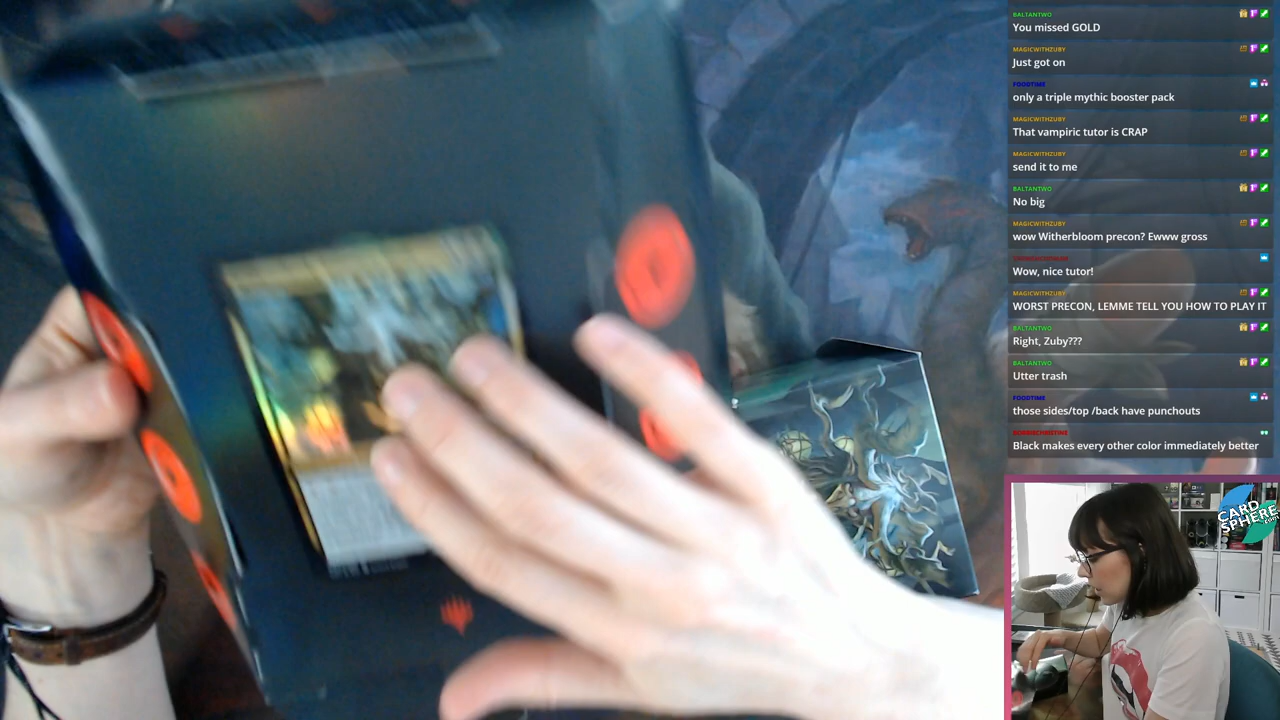 BALTANTWO
You missed GOLD
MAGICWITHZUBY
Just got on
FOODTIME
only a triple mythic booster pack
MAGICWITHZUBY
That vampiric tutor is CRAP
MAGICWITHZUBY
send it to me
BALTANTWO
No big
MAGICWITHZUBY
wow Witherbloom precon? Ewww gross
Wow, nice tutor!
MAGICWITHZUBY
WORST PRECON, LEMME TELL YOU HOW TO PLAY IT
BALTANTWO
Right, Zuby???
BALTANTWO
Utter trash
FOODTIME
those sides/top /back have punchouts
Black makes every other color immediately better
CARD
SPHERE
.com